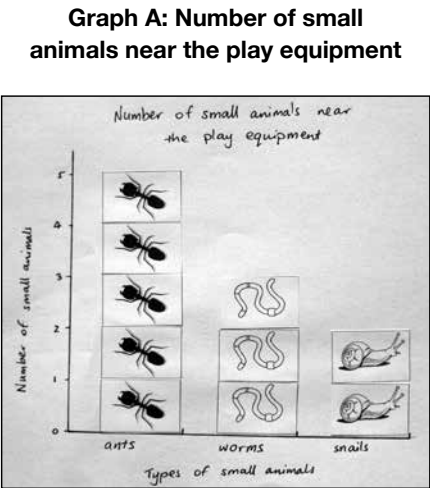 Graph A: Number of small
animals near the play equipment
Number of small animals near
the play equipment
Number of small animals
5
4
3
2
1
0
ants worms snails
Types of small animals